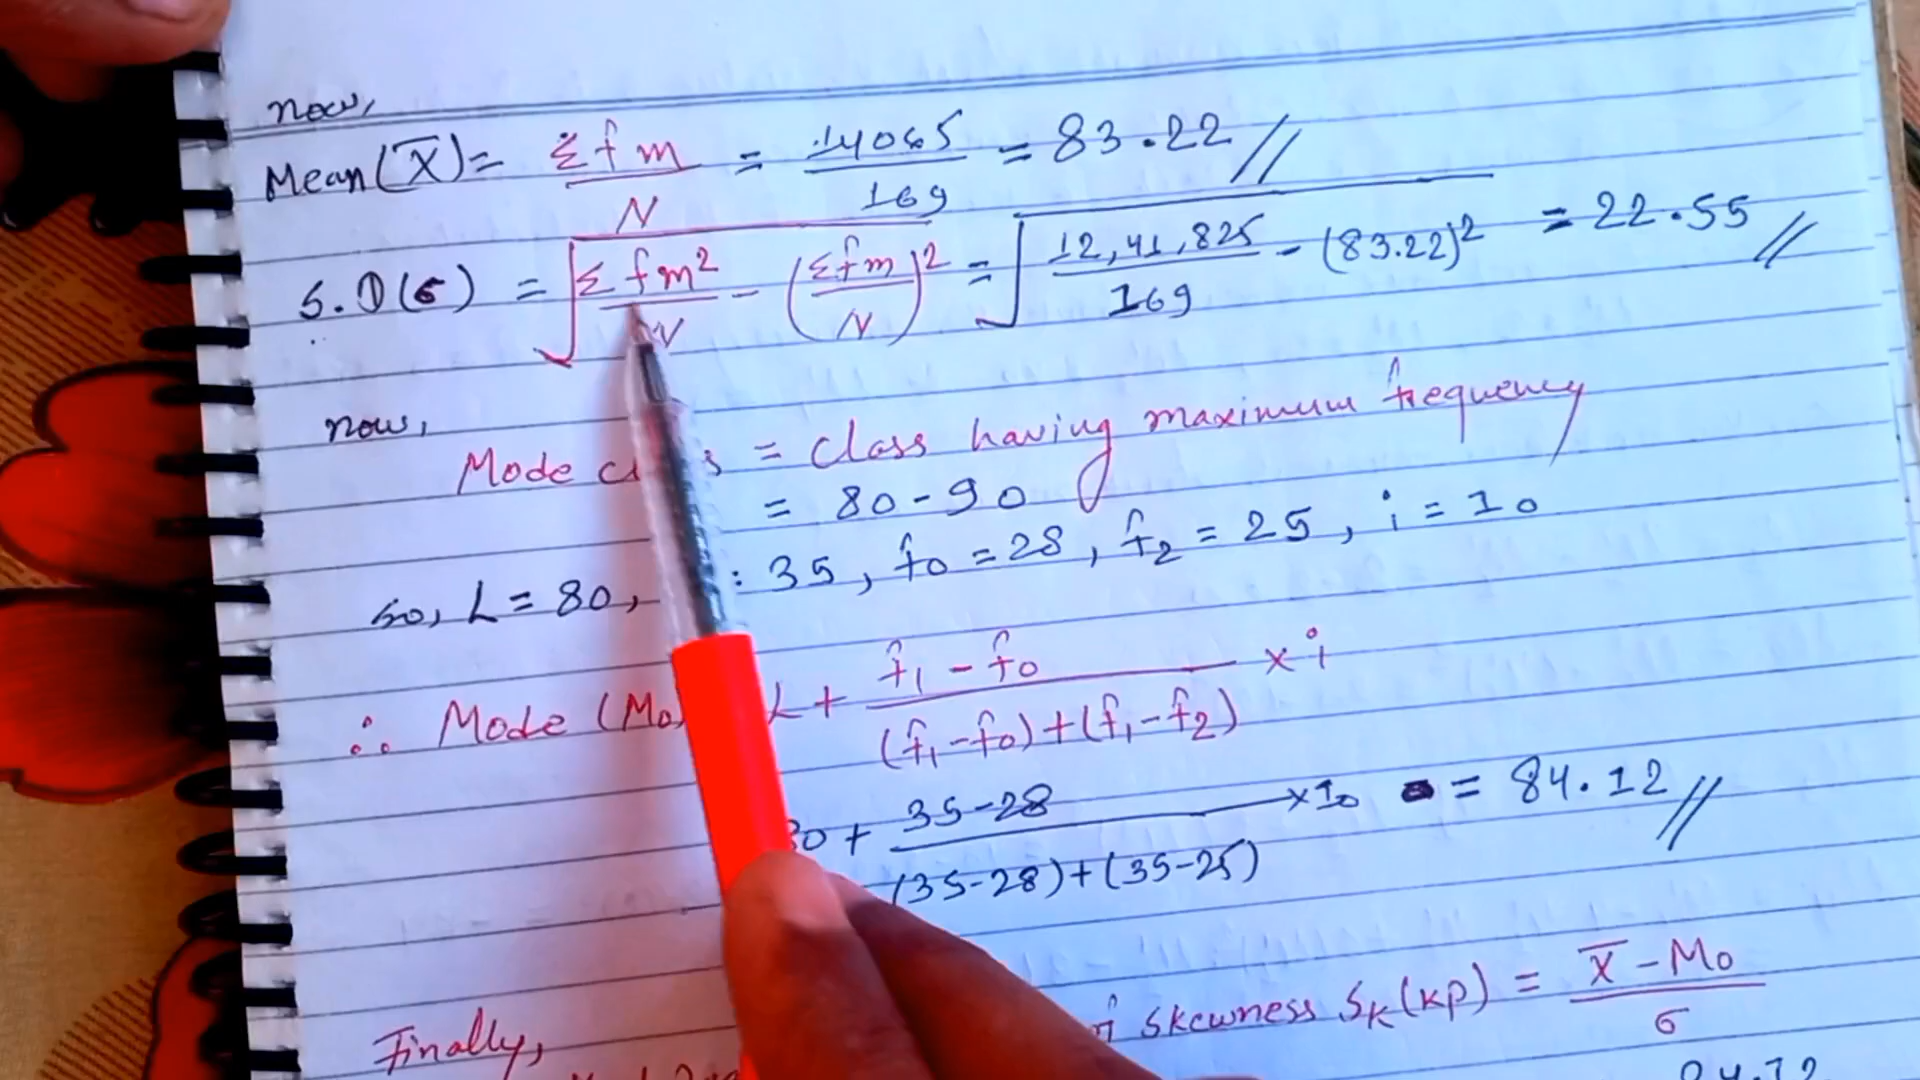 now,
Mean (X̄) = Σfm / N = 14065 / 169 = 83.22 //
S.D (σ) = √(Σfm² / N - (Σfm / N)²) = √(12,41,825 / 169 - (83.22)²) = 22.55 //
now,
Mode = class having maximum frequency
= 80-90
so, L = 80, 35, f0 = 28, f2 = 25, i = 10
∴ Mode (Mo) L + (f1 - f0) / ((f1-f0)+(f1-f2)) × i
80 + (35-28) / ((35-28)+(35-25)) ×10 = 84.12 //
Finally, skewness Sk(kp) = (X̄ - Mo) / σ